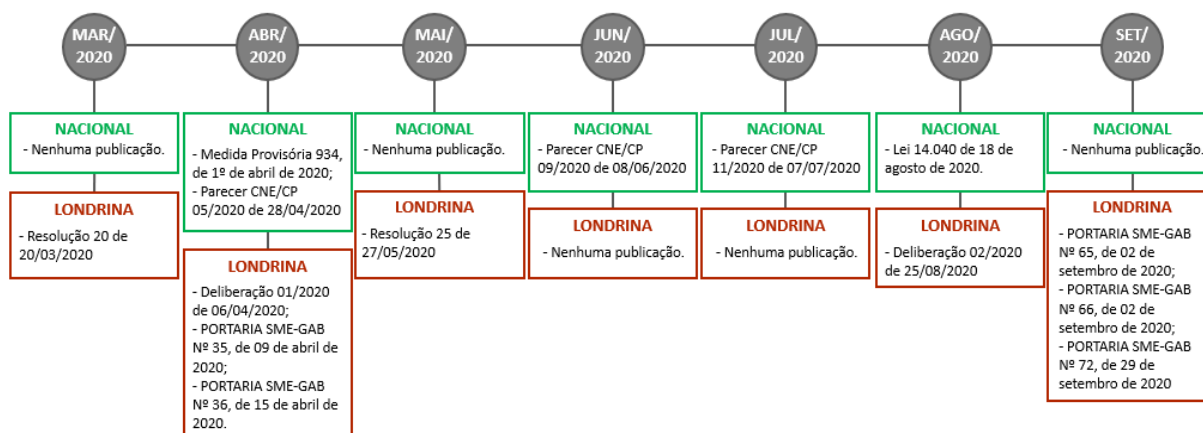 MAR/
2020
ABR/
2020
MAI/
2020
JUN/
2020
JUL/
2020
AGO/
2020
SET/
2020
NACIONAL
- Nenhuma publicação.
LONDRINA
- Resolução 20 de
20/03/2020
NACIONAL
- Medida Provisória 934,
de 1º de abril de 2020;
- Parecer CNE/CP
05/2020 de 28/04/2020
LONDRINA
- Deliberação 01/2020
de 06/04/2020;
- PORTARIA SME-GAB
Nº 35, de 09 de abril de
2020;
- PORTARIA SME-GAB
Nº 36, de 15 de abril de
2020.
NACIONAL
- Nenhuma publicação.
LONDRINA
- Resolução 25 de
27/05/2020
NACIONAL
- Parecer CNE/CP
09/2020 de 08/06/2020
LONDRINA
- Nenhuma publicação.
NACIONAL
- Parecer CNE/CP
11/2020 de 07/07/2020
LONDRINA
- Nenhuma publicação.
NACIONAL
- Lei 14.040 de 18 de
agosto de 2020.
LONDRINA
- Deliberação 02/2020
de 25/08/2020
NACIONAL
- Nenhuma publicação.
LONDRINA
- PORTARIA SME-GAB
Nº 65, de 02 de
setembro de 2020;
- PORTARIA SME-GAB
Nº 66, de 02 de
setembro de 2020;
- PORTARIA SME-GAB
Nº 72, de 29 de
setembro de 2020